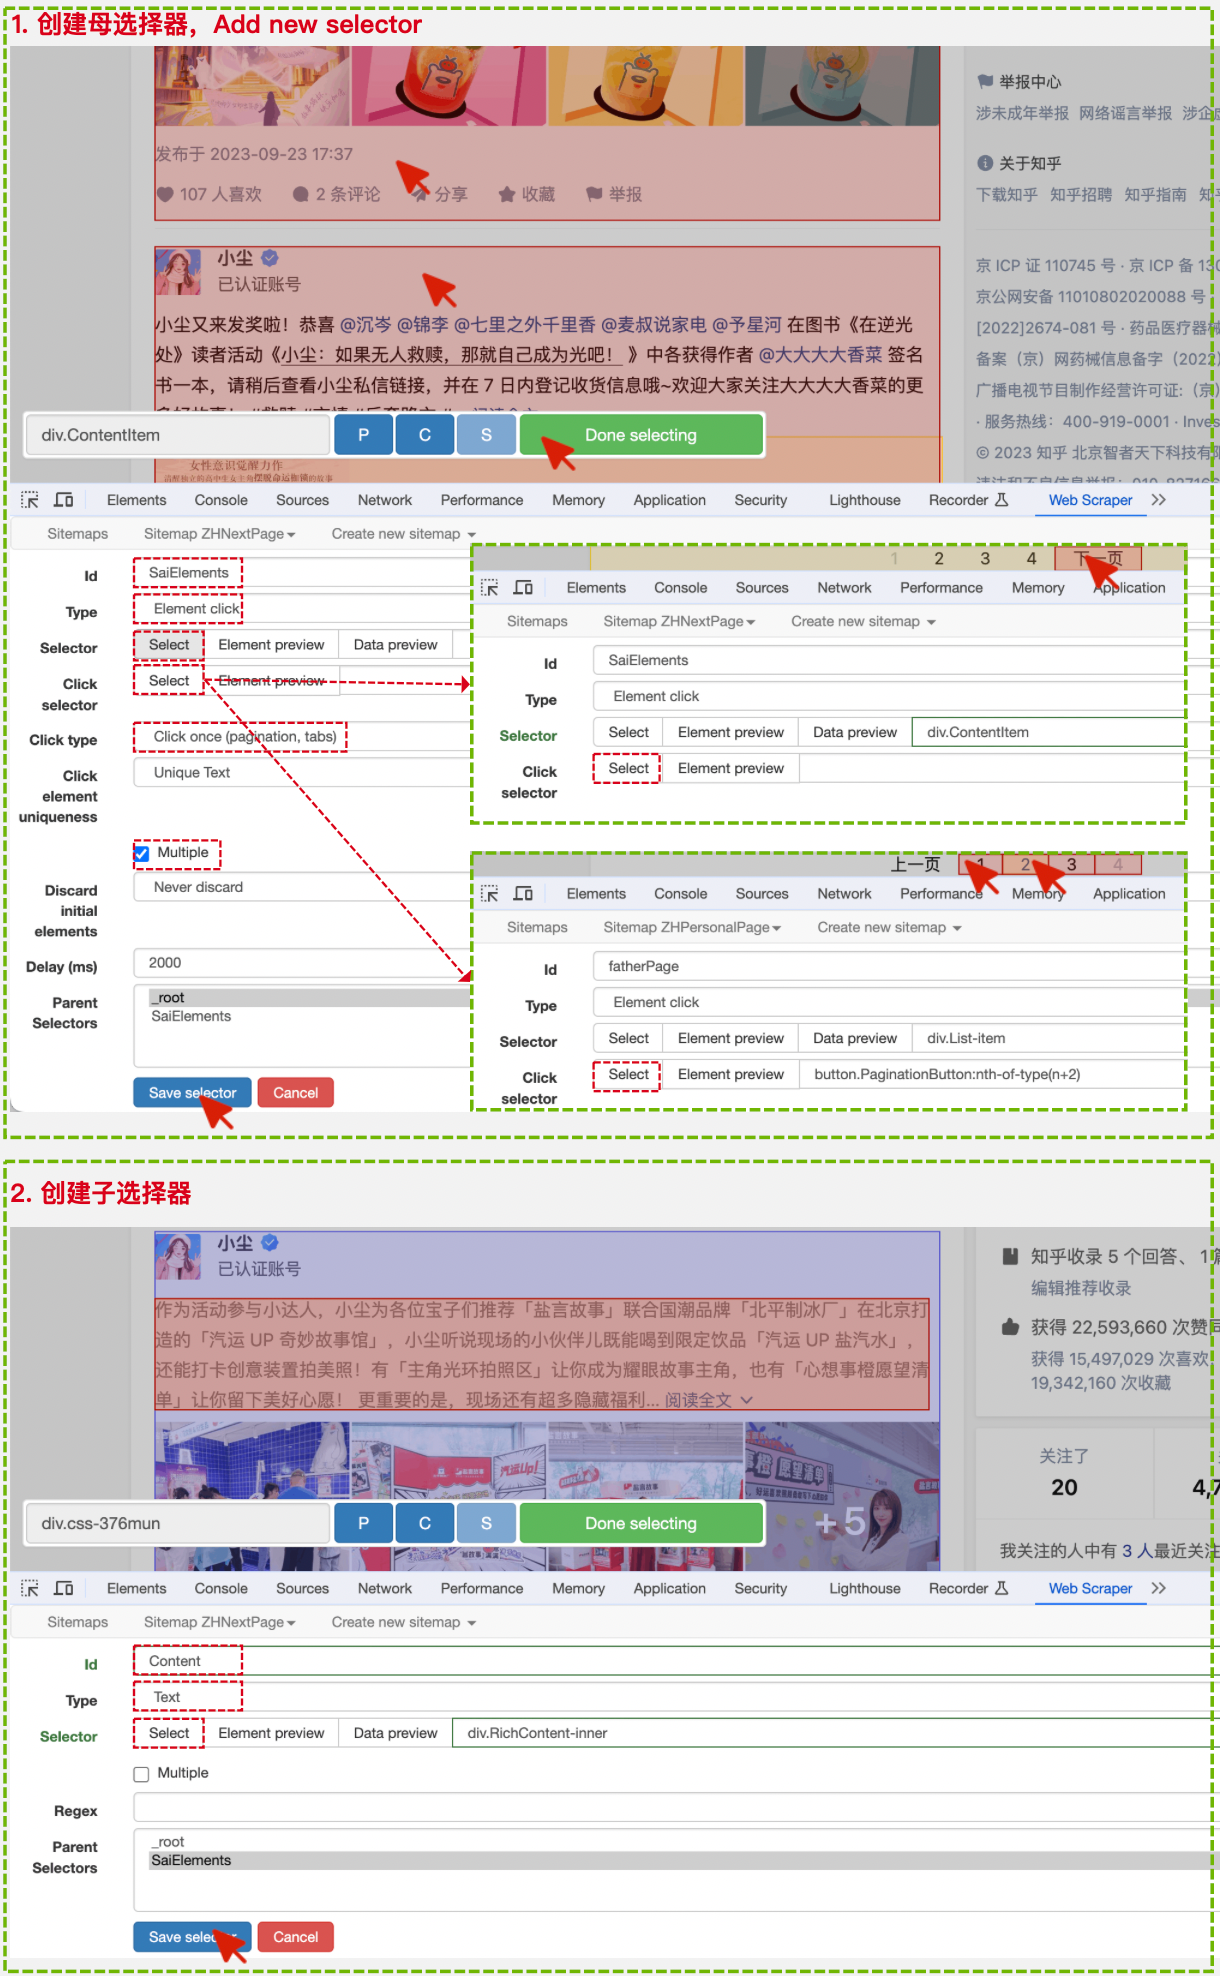 1. 创建母选择器，Add new selector
发布于 2023-09-23 17:37
107 人喜欢 2 条评论 分享 收藏 举报
小尘
已认证账号
小尘又来发奖啦！恭喜 @沉岑 @锦李 @七里之外千里香 @麦叔说家电 @予星河 在图书《在逆光
处》读者活动《小尘：如果无人救赎，那就自己成为光吧！ 》中各获得作者 @大大大大香菜 签名
书一本，请稍后查看小尘私信链接，并在 7 日内登记收货信息哦~欢迎大家关注大大大大香菜的更
女性意识觉醒力作
举报中心
涉未成年举报 网络谣言举报 涉企
关于知乎
下载知乎 知乎招聘 知乎指南 知
京 ICP 证 110745 号 · 京 ICP 备 130
京公网安备 11010802020088 号
[2022]2674-081 号 · 药品医疗器械
备案（京）网药械信息备字（2022）
广播电视节目制作经营许可证:（京）
· 服务热线：400-919-0001 · Inves
© 2023 知乎 北京智者天下科技有限
div.ContentItem P C S Done selecting
Elements Console Sources Network Performance Memory Application Security Lighthouse Recorder Web Scraper
Sitemaps Sitemap ZHNextPage Create new sitemap
Id SaiElements
Type Element click
Selector Select Element preview Data preview
Click selector Select Element preview
Click type Click once (pagination, tabs)
Click element uniqueness Unique Text
Multiple
Discard initial elements Never discard
Delay (ms) 2000
Parent Selectors _root
SaiElements
Save selector Cancel
1 2 3 4 下一页
Elements Console Sources Network Performance Memory Application
Sitemaps Sitemap ZHNextPage Create new sitemap
Id SaiElements
Type Element click
Selector Select Element preview Data preview div.ContentItem
Click selector Select Element preview
上一页 1 2 3 4
Elements Console Sources Network Performance Memory Application
Sitemaps Sitemap ZHPersonalPage Create new sitemap
Id fatherPage
Type Element click
Selector Select Element preview Data preview div.List-item
Click selector Select Element preview button.PaginationButton:nth-of-type(n+2)
2. 创建子选择器
小尘
已认证账号
作为活动参与小达人，小尘为各位宝子们推荐「盐言故事」联合国潮品牌「北平制冰厂」在北京打
造的「汽运 UP 奇妙故事馆」，小尘听说现场的小伙伴儿既能喝到限定饮品「汽运 UP 盐汽水」，
还能打卡创意装置拍美照！有「主角光环拍照区」让你成为耀眼故事主角，也有「心想事橙愿望清
单」让你留下美好心愿！ 更重要的是，现场还有超多隐藏福利... 阅读全文
汽运Up!
橙 愿望清单
+5
知乎收录 5 个回答、 1
编辑推荐收录
获得 22,593,660 次赞同
获得 15,497,029 次喜欢
19,342,160 次收藏
关注了
20 4,7
我关注的人中有 3 人最近关注
div.css-376mun P C S Done selecting
Elements Console Sources Network Performance Memory Application Security Lighthouse Recorder Web Scraper
Sitemaps Sitemap ZHNextPage Create new sitemap
Id Content
Type Text
Selector Select Element preview Data preview div.RichContent-inner
Multiple
Regex
Parent Selectors _root
SaiElements
Save selector Cancel